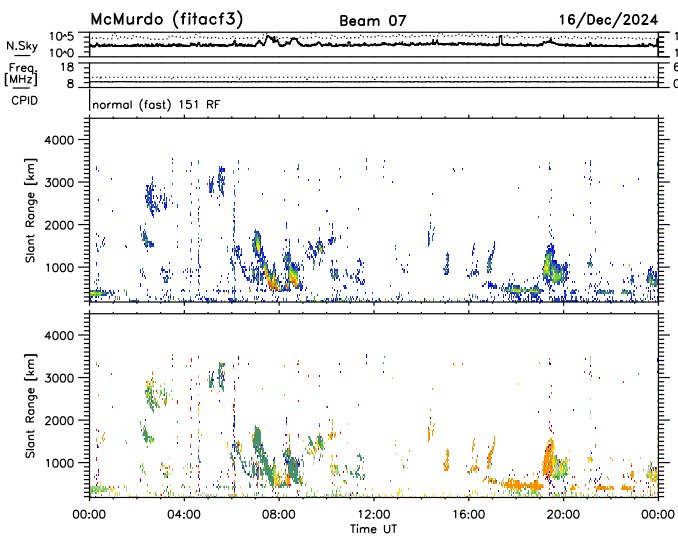 McMurdo (fitacf3) Beam 07 16/Dec/2024
N.Sky 10^5 10^0 1 1
Freq. [MHz] 18 8 6 0
CPID normal (fast) 151 RF
4000
3000
2000
1000
Slant Range [km]
4000
3000
2000
1000
Slant Range [km]
00:00 04:00 08:00 12:00 16:00 20:00 00:00
Time UT